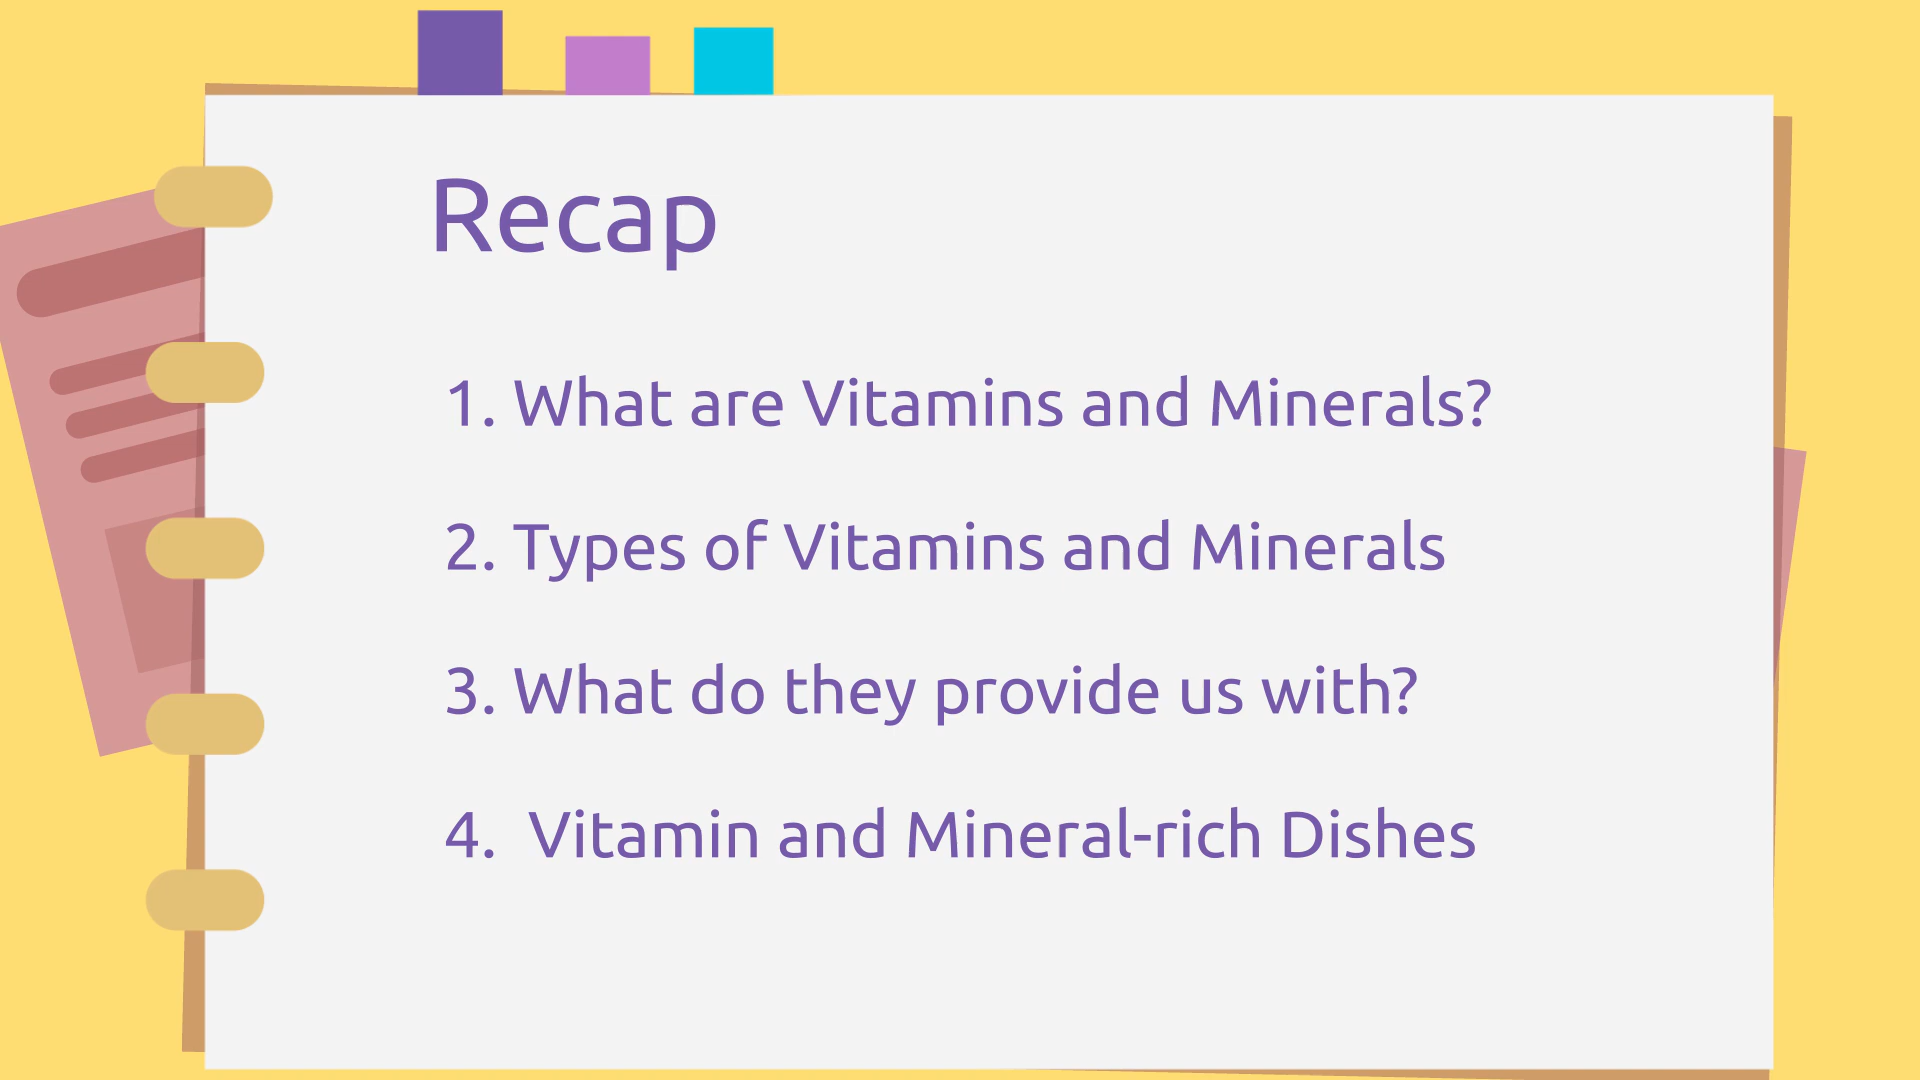 Recap
1. What are Vitamins and Minerals?
2. Types of Vitamins and Minerals
3. What do they provide us with?
4. Vitamin and Mineral-rich Dishes